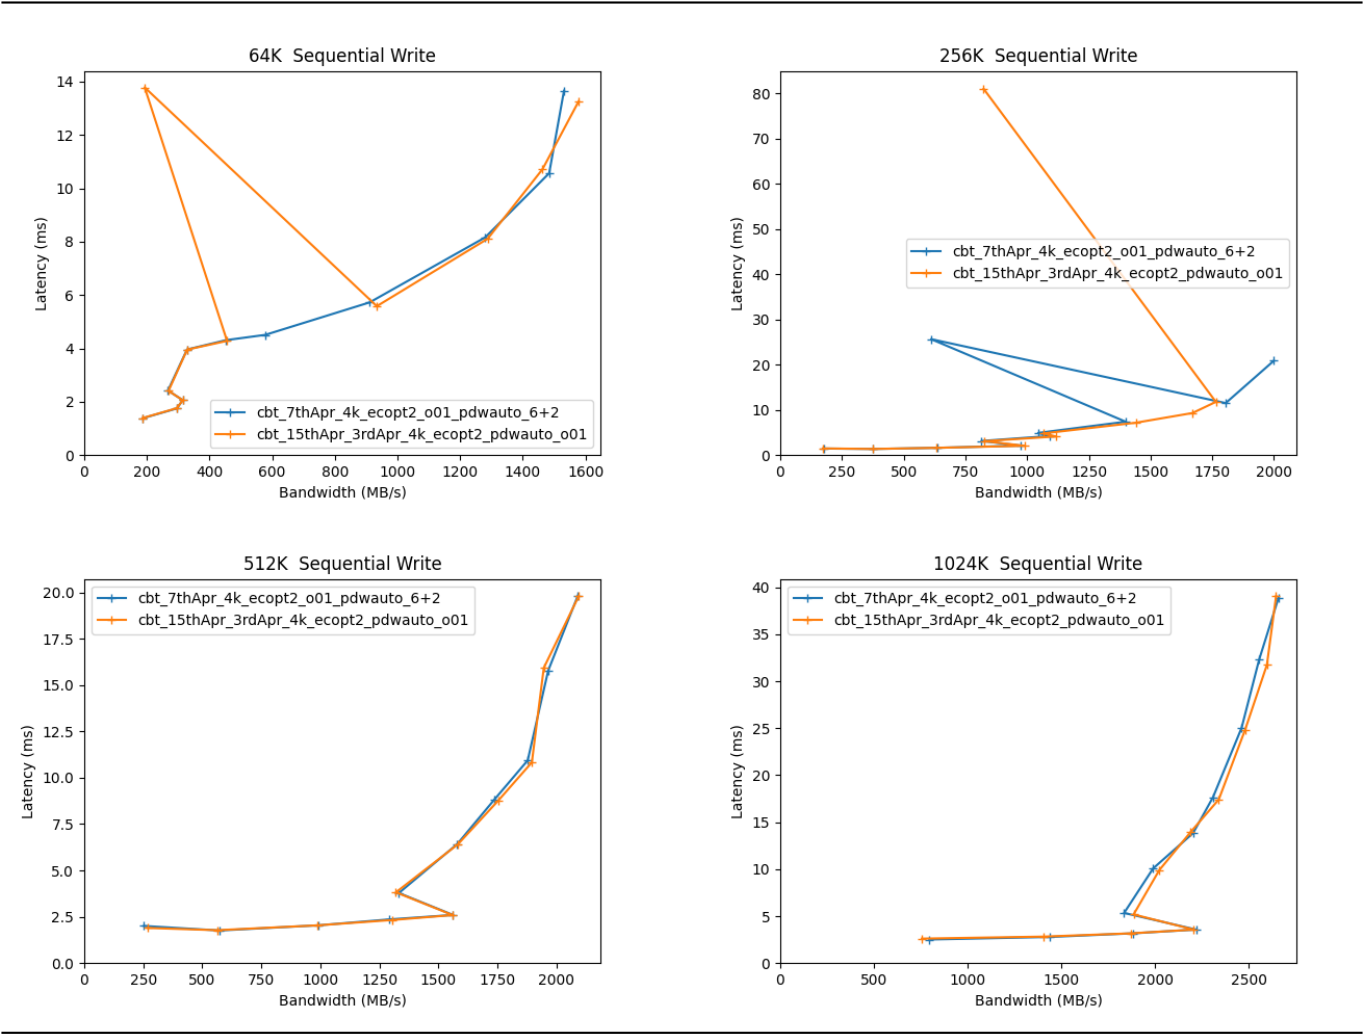 64K  Sequential Write
14
12
10
8
6
4
2
0
Latency (ms)
cbt_7thApr_4k_ecopt2_o01_pdwauto_6+2
cbt_15thApr_3rdApr_4k_ecopt2_pdwauto_o01
0 200 400 600 800 1000 1200 1400 1600
Bandwidth (MB/s)
256K  Sequential Write
80
70
60
50
40
30
20
10
0
Latency (ms)
cbt_7thApr_4k_ecopt2_o01_pdwauto_6+2
cbt_15thApr_3rdApr_4k_ecopt2_pdwauto_o01
0 250 500 750 1000 1250 1500 1750 2000
Bandwidth (MB/s)
512K  Sequential Write
cbt_7thApr_4k_ecopt2_o01_pdwauto_6+2
cbt_15thApr_3rdApr_4k_ecopt2_pdwauto_o01
20.0
17.5
15.0
12.5
10.0
7.5
5.0
2.5
0.0
Latency (ms)
0 250 500 750 1000 1250 1500 1750 2000
Bandwidth (MB/s)
1024K  Sequential Write
cbt_7thApr_4k_ecopt2_o01_pdwauto_6+2
cbt_15thApr_3rdApr_4k_ecopt2_pdwauto_o01
40
35
30
25
20
15
10
5
0
Latency (ms)
0 500 1000 1500 2000 2500
Bandwidth (MB/s)